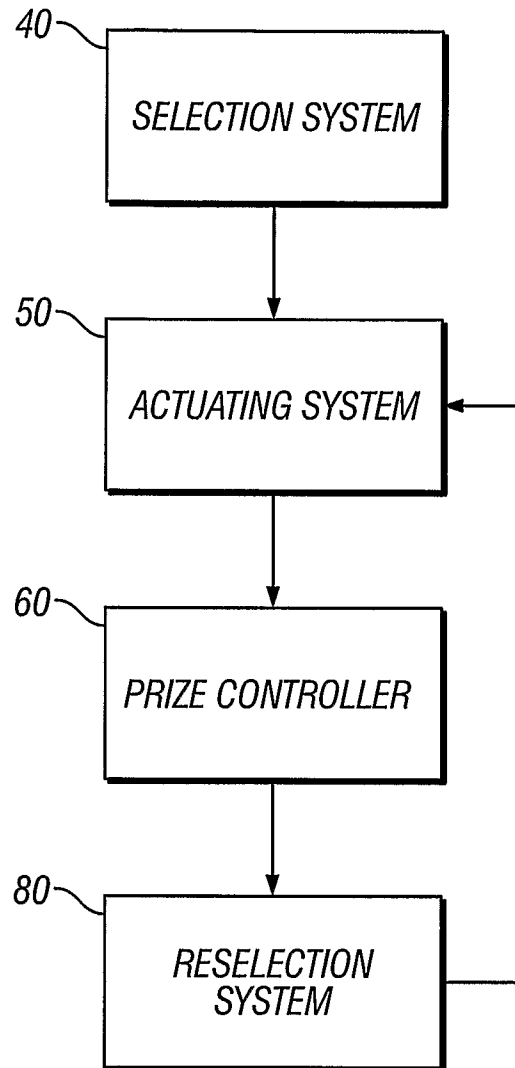 40
SELECTION SYSTEM
50
ACTUATING SYSTEM
60
PRIZE CONTROLLER
80
RESELECTION
SYSTEM